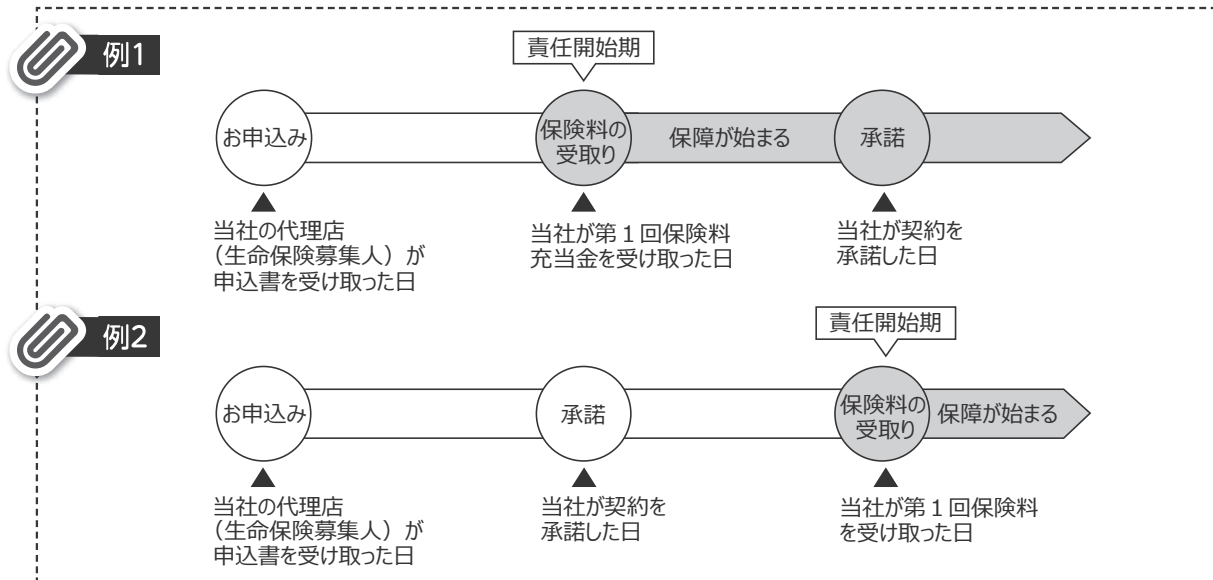 例1
責任開始期
お申込み
保険料の
受取り
保障が始まる
承諾
当社の代理店
（生命保険募集人）が
申込書を受け取った日
当社が第１回保険料
充当金を受け取った日
当社が契約を
承諾した日
例2
責任開始期
お申込み
承諾
保険料の
受取り
保障が始まる
当社の代理店
（生命保険募集人）が
申込書を受け取った日
当社が契約を
承諾した日
当社が第１回保険料
を受け取った日